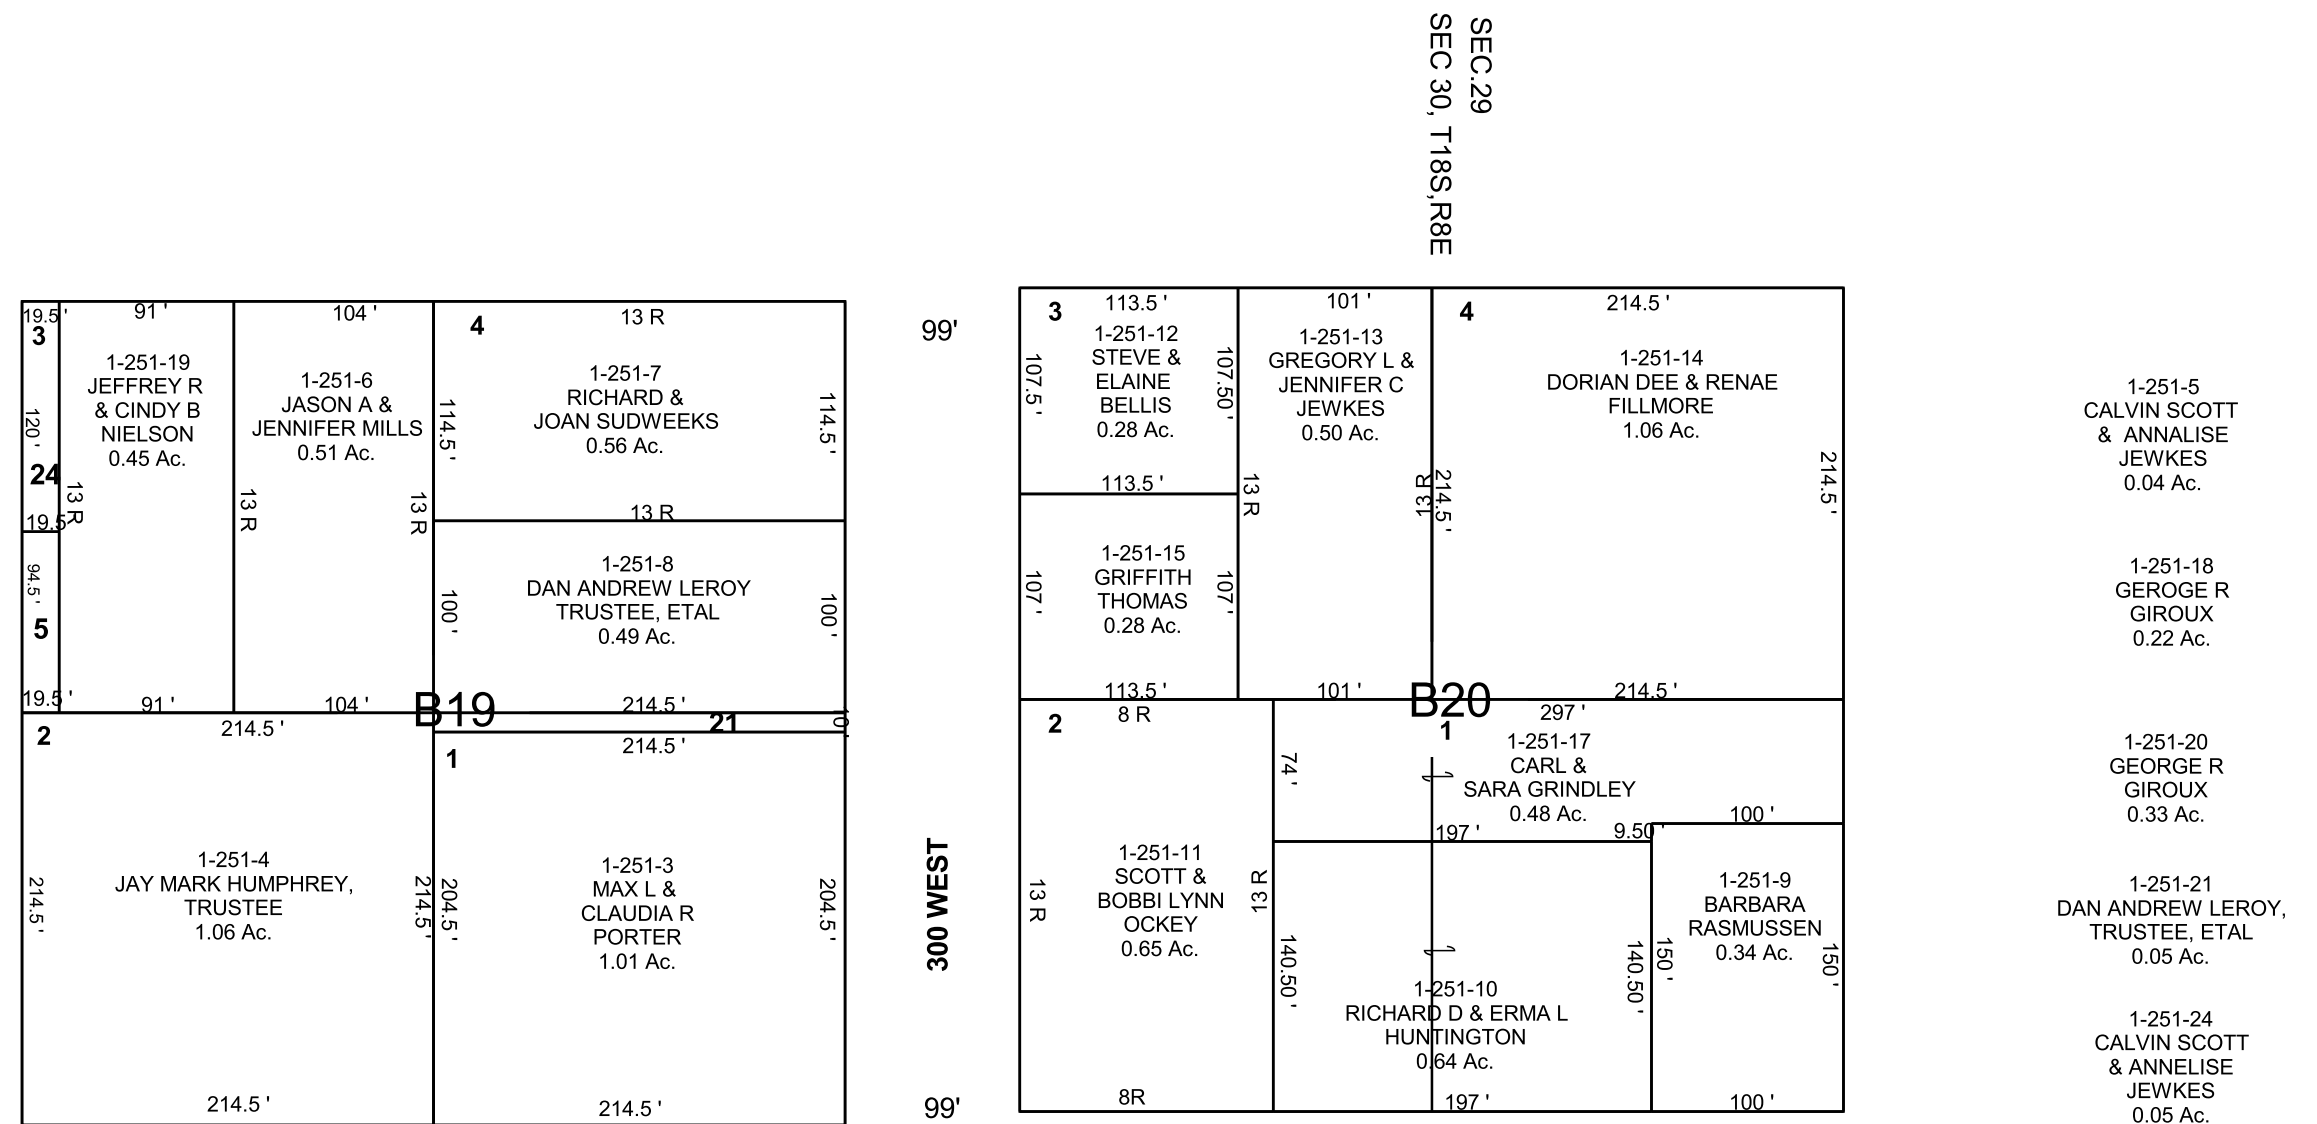 SEC.29
SEC 30, T18S,R8E
19.5 '
91 '
104 '
13 R
3
4
1-251-19
JEFFREY R
& CINDY B
NIELSON
0.45 Ac.
1-251-6
JASON A &
JENNIFER MILLS
0.51 Ac.
1-251-7
RICHARD &
JOAN SUDWEEKS
0.56 Ac.
120 '
114.5 '
114.5 '
24
13 R
13 R
13 R
19.5 '
13 R
94.5 '
5
1-251-8
DAN ANDREW LEROY
TRUSTEE, ETAL
0.49 Ac.
100 '
100 '
19.5 '
91 '
104 '
B19
214.5 '
21
10 '
2
214.5 '
214.5 '
1
1-251-4
JAY MARK HUMPHREY,
TRUSTEE
1.06 Ac.
214.5 '
214.5 '
204.5 '
1-251-3
MAX L &
CLAUDIA R
PORTER
1.01 Ac.
204.5 '
214.5 '
214.5 '
99'
300 WEST
99'
3
113.5 '
101 '
4
214.5 '
1-251-12
STEVE &
ELAINE
BELLIS
0.28 Ac.
107.5 '
107.50 '
1-251-13
GREGORY L &
JENNIFER C
JEWKES
0.50 Ac.
1-251-14
DORIAN DEE & RENAE
FILLMORE
1.06 Ac.
113.5 '
13 R
13 R
214.5 '
214.5 '
1-251-15
GRIFFITH
THOMAS
0.28 Ac.
107 '
107 '
113.5 '
101 '
B20
214.5 '
2
8 R
297 '
1
1-251-17
CARL &
SARA GRINDLEY
0.48 Ac.
74 '
197 '
9.50 '
100 '
1-251-11
SCOTT &
BOBBI LYNN
OCKEY
0.65 Ac.
13 R
13 R
140.50 '
140.50 '
150 '
1-251-9
BARBARA
RASMUSSEN
0.34 Ac.
150 '
1-251-10
RICHARD D & ERMA L
HUNTINGTON
0.64 Ac.
8R
197 '
100 '
1-251-5
CALVIN SCOTT
& ANNALISE
JEWKES
0.04 Ac.
1-251-18
GEROGE R
GIROUX
0.22 Ac.
1-251-20
GEORGE R
GIROUX
0.33 Ac.
1-251-21
DAN ANDREW LEROY,
TRUSTEE, ETAL
0.05 Ac.
1-251-24
CALVIN SCOTT
& ANNELISE
JEWKES
0.05 Ac.